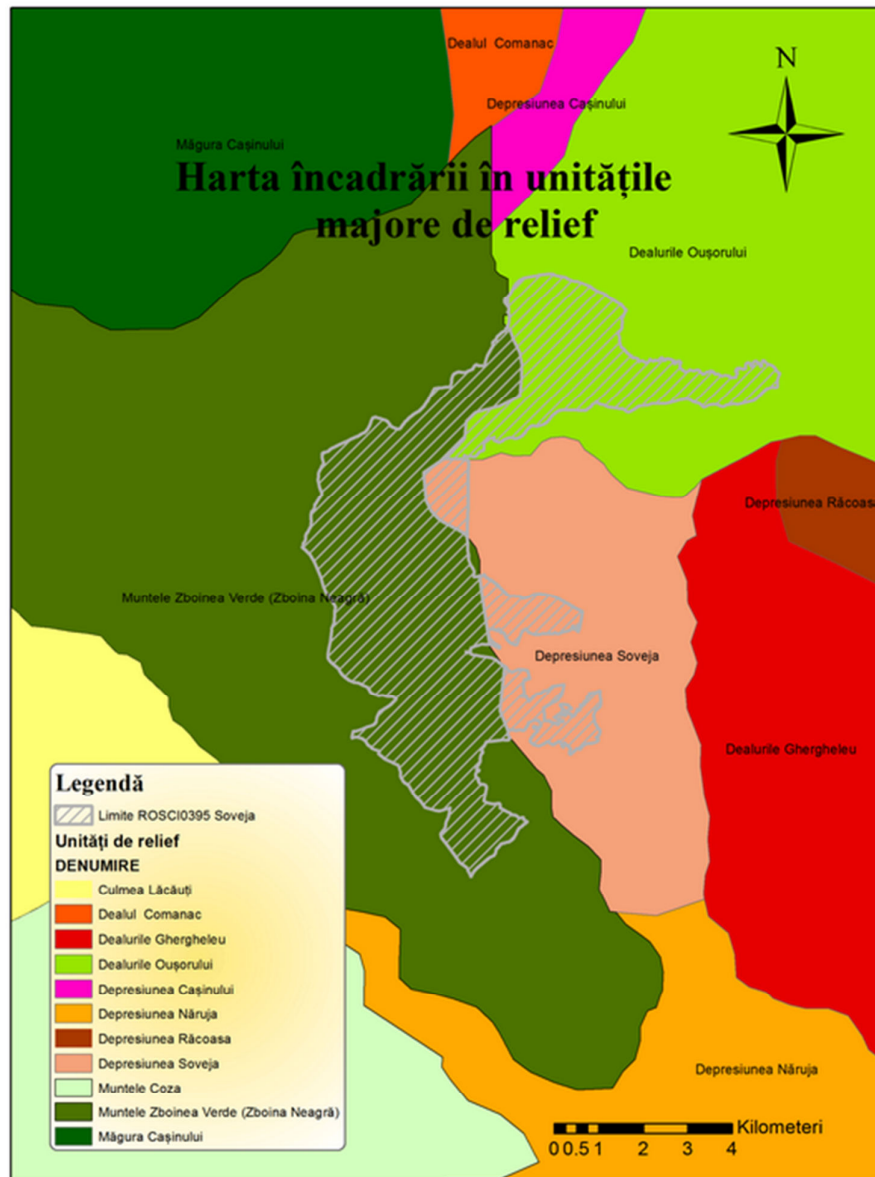 Dealul Comanac
Depresiunea Cașinului
N
Măgura Cașinului
Harta încadrării în unitățile
majore de relief
Dealurile Oușorului
Depresiunea Răcoasa
Muntele Zboinea Verde (Zboina Neagră)
Depresiunea Soveja
Dealurile Ghergheleu
Legendă
Limite ROSCI0395 Soveja
Unități de relief
DENUMIRE
Culmea Lăcăuți
Dealul Comanac
Dealurile Ghergheleu
Dealurile Oușorului
Depresiunea Cașinului
Depresiunea Năruja
Depresiunea Răcoasa
Depresiunea Soveja
Muntele Coza
Muntele Zboinea Verde (Zboina Neagră)
Măgura Cașinului
Depresiunea Năruja
Kilometeri
0 0.5 1 2 3 4